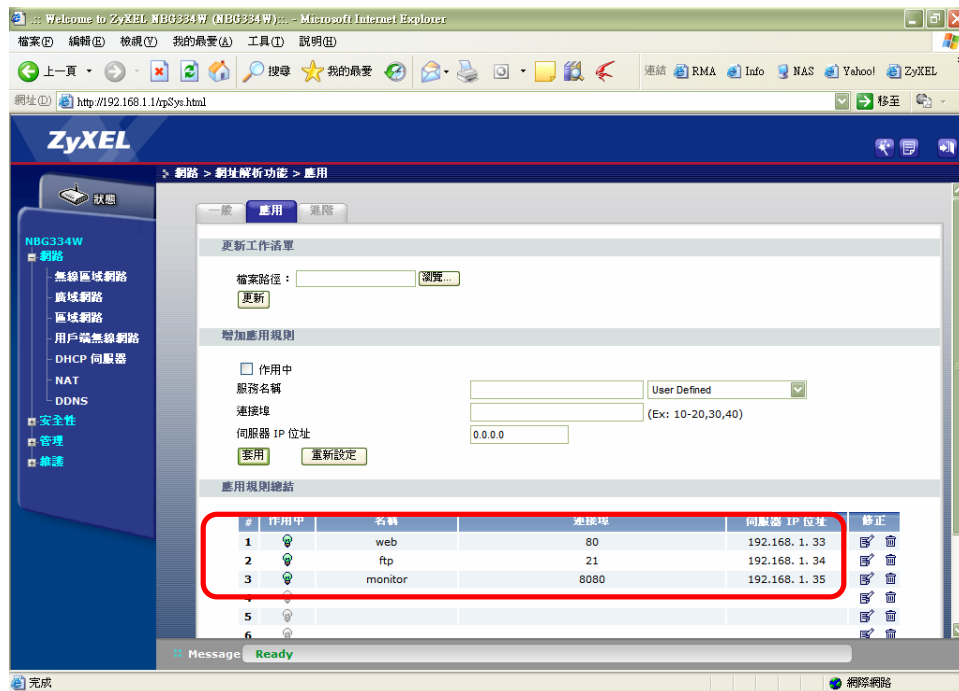 .:: Welcome to ZyXEL NBG334W (NBG334W)::. - Microsoft Internet Explorer
檔案(F) 編輯(E) 檢視(V) 我的最愛(A) 工具(T) 說明(H)
上一頁 搜尋 我的最愛 連結 RMA Info NAS Yahoo! ZyXEL
網址(D) http://192.168.1.1/rpSys.html 移至
ZyXEL
網路 > 網址解析功能 > 應用
狀態
NBG334W
網路
無線區域網路
廣域網路
區域網路
用戶端無線網路
DHCP 伺服器
NAT
DDNS
安全性
管理
維護
一般 應用 進階
更新工作清單
檔案路徑： 瀏覽...
更新
增加應用規則
作用中
服務名稱 User Defined
連接埠 (Ex: 10-20,30,40)
伺服器 IP 位址 0.0.0.0
套用 重新設定
應用規則總結
# 作用中 名稱 連接埠 伺服器 IP 位址 修正
1 web 80 192.168. 1. 33
2 ftp 21 192.168. 1. 34
3 monitor 8080 192.168. 1. 35
4
5
6
Message Ready
完成 網際網路